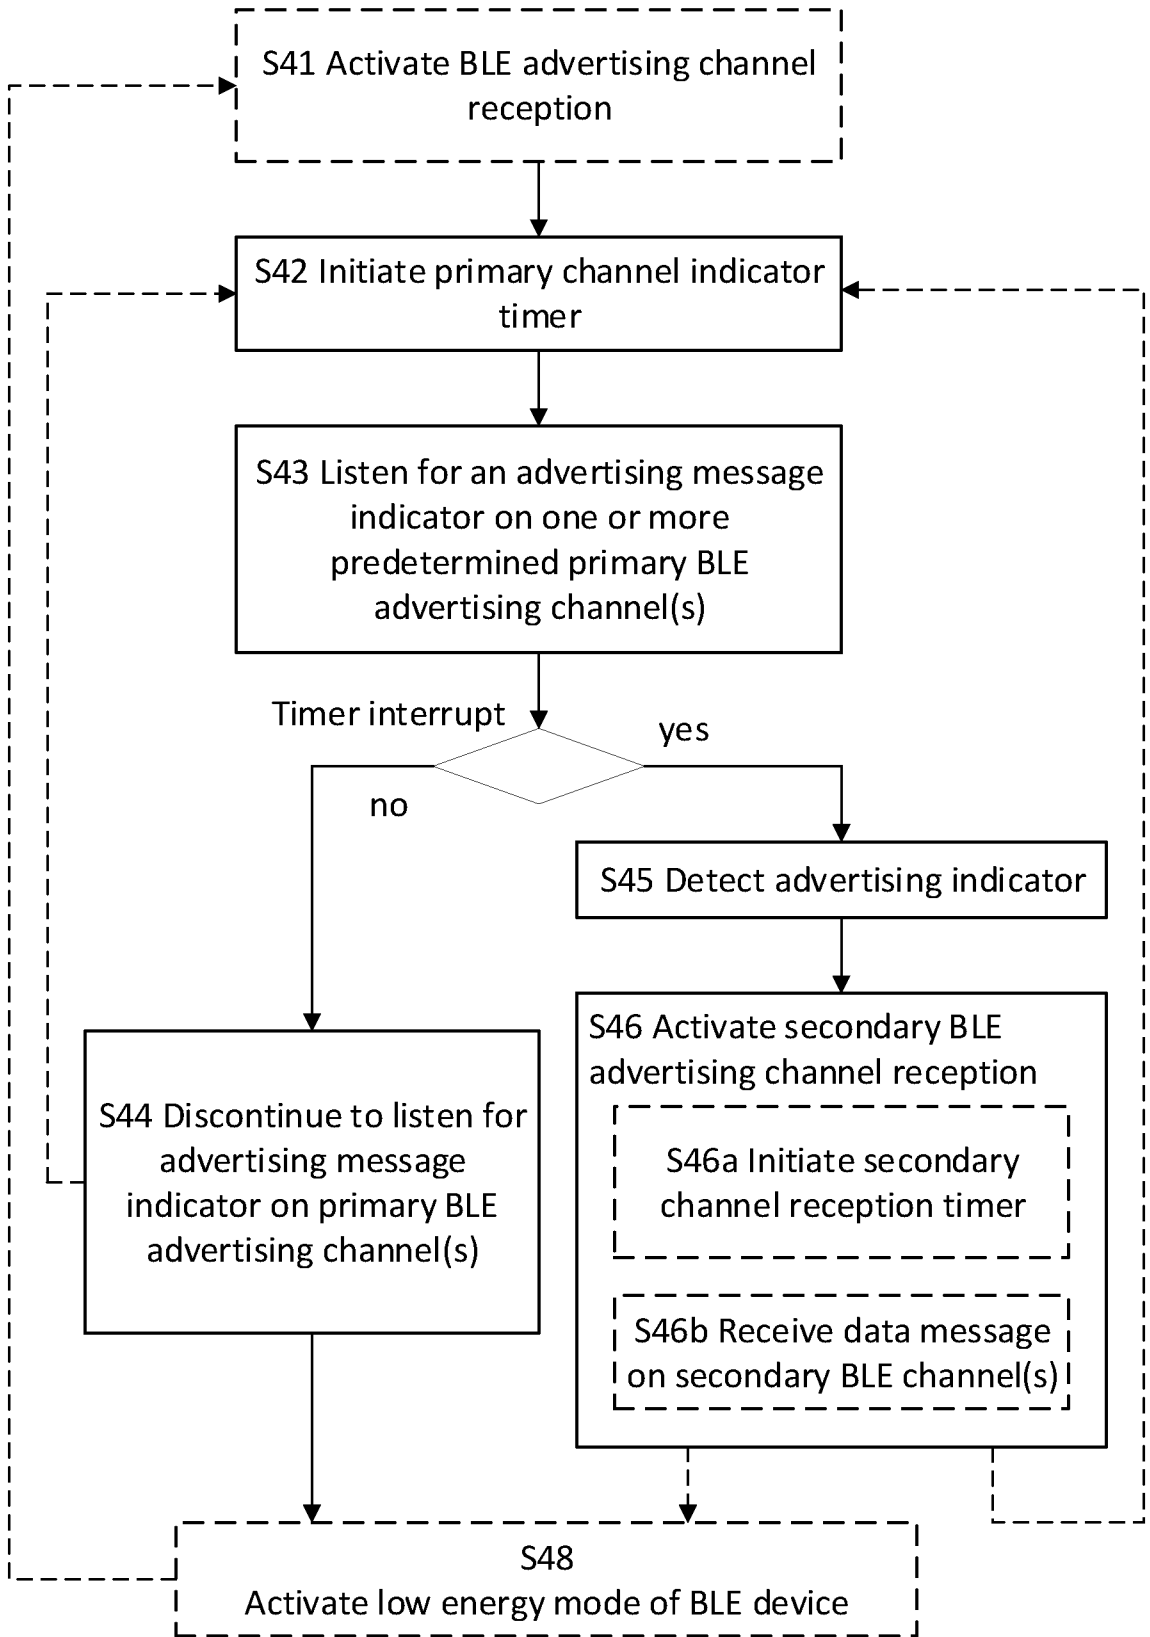 S41 Activate BLE advertising channel
reception
S42 Initiate primary channel indicator
timer
S43 Listen for an advertising message
indicator on one or more
predetermined primary BLE
advertising channel(s)
Timer interrupt
yes
no
S45 Detect advertising indicator
S46 Activate secondary BLE
advertising channel reception
S44 Discontinue to listen for
advertising message
indicator on primary BLE
advertising channel(s)
S46a Initiate secondary
channel reception timer
S46b Receive data message
on secondary BLE channel(s)
S48
Activate low energy mode of BLE device